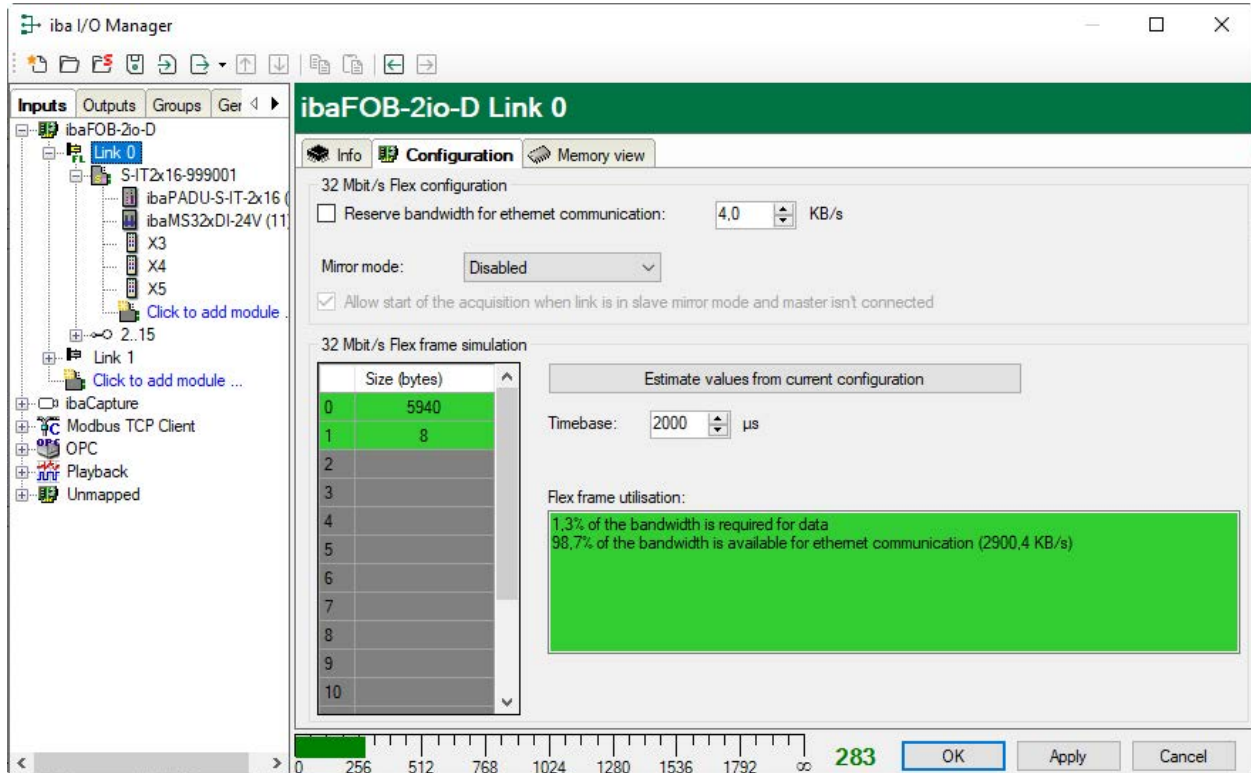 iba I/O Manager
Inputs Outputs Groups Ger
ibaFOB-2io-D
Link 0
S-IT2x16-999001
ibaPADU-S-IT-2x16 (
ibaMS32xDI-24V (11)
X3
X4
X5
Click to add module .
2..15
Link 1
Click to add module ...
ibaCapture
Modbus TCP Client
OPC
Playback
Unmapped
ibaFOB-2io-D Link 0
Info Configuration Memory view
32 Mbit/s Flex configuration
Reserve bandwidth for ethernet communication: 4,0 KB/s
Mirror mode: Disabled
Allow start of the acquisition when link is in slave mirror mode and master isn't connected
32 Mbit/s Flex frame simulation
Size (bytes)
0 5940
1 8
2
3
4
5
6
7
8
9
10
Estimate values from current configuration
Timebase: 2000 µs
Flex frame utilisation:
1,3% of the bandwidth is required for data
98,7% of the bandwidth is available for ethernet communication (2900,4 KB/s)
0 256 512 768 1024 1280 1536 1792 ∞ 283 OK Apply Cancel